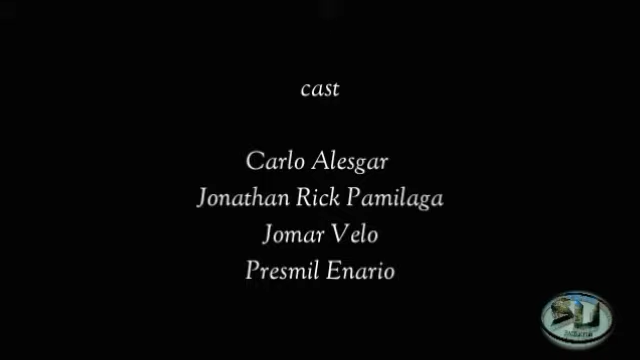 cast
Carlo Alesgar
Jonathan Rick Pamilaga
Jomar Velo
Presmil Enario